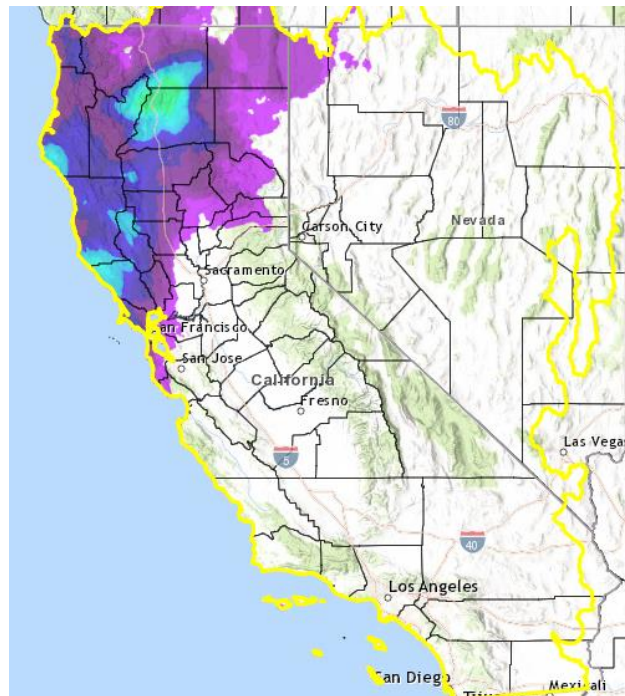 80
Carson City
Nevada
Sacramento
San Francisco
San Jose
California
Fresno
5
Las Vegas
40
Los Angeles
San Diego
Mexicali